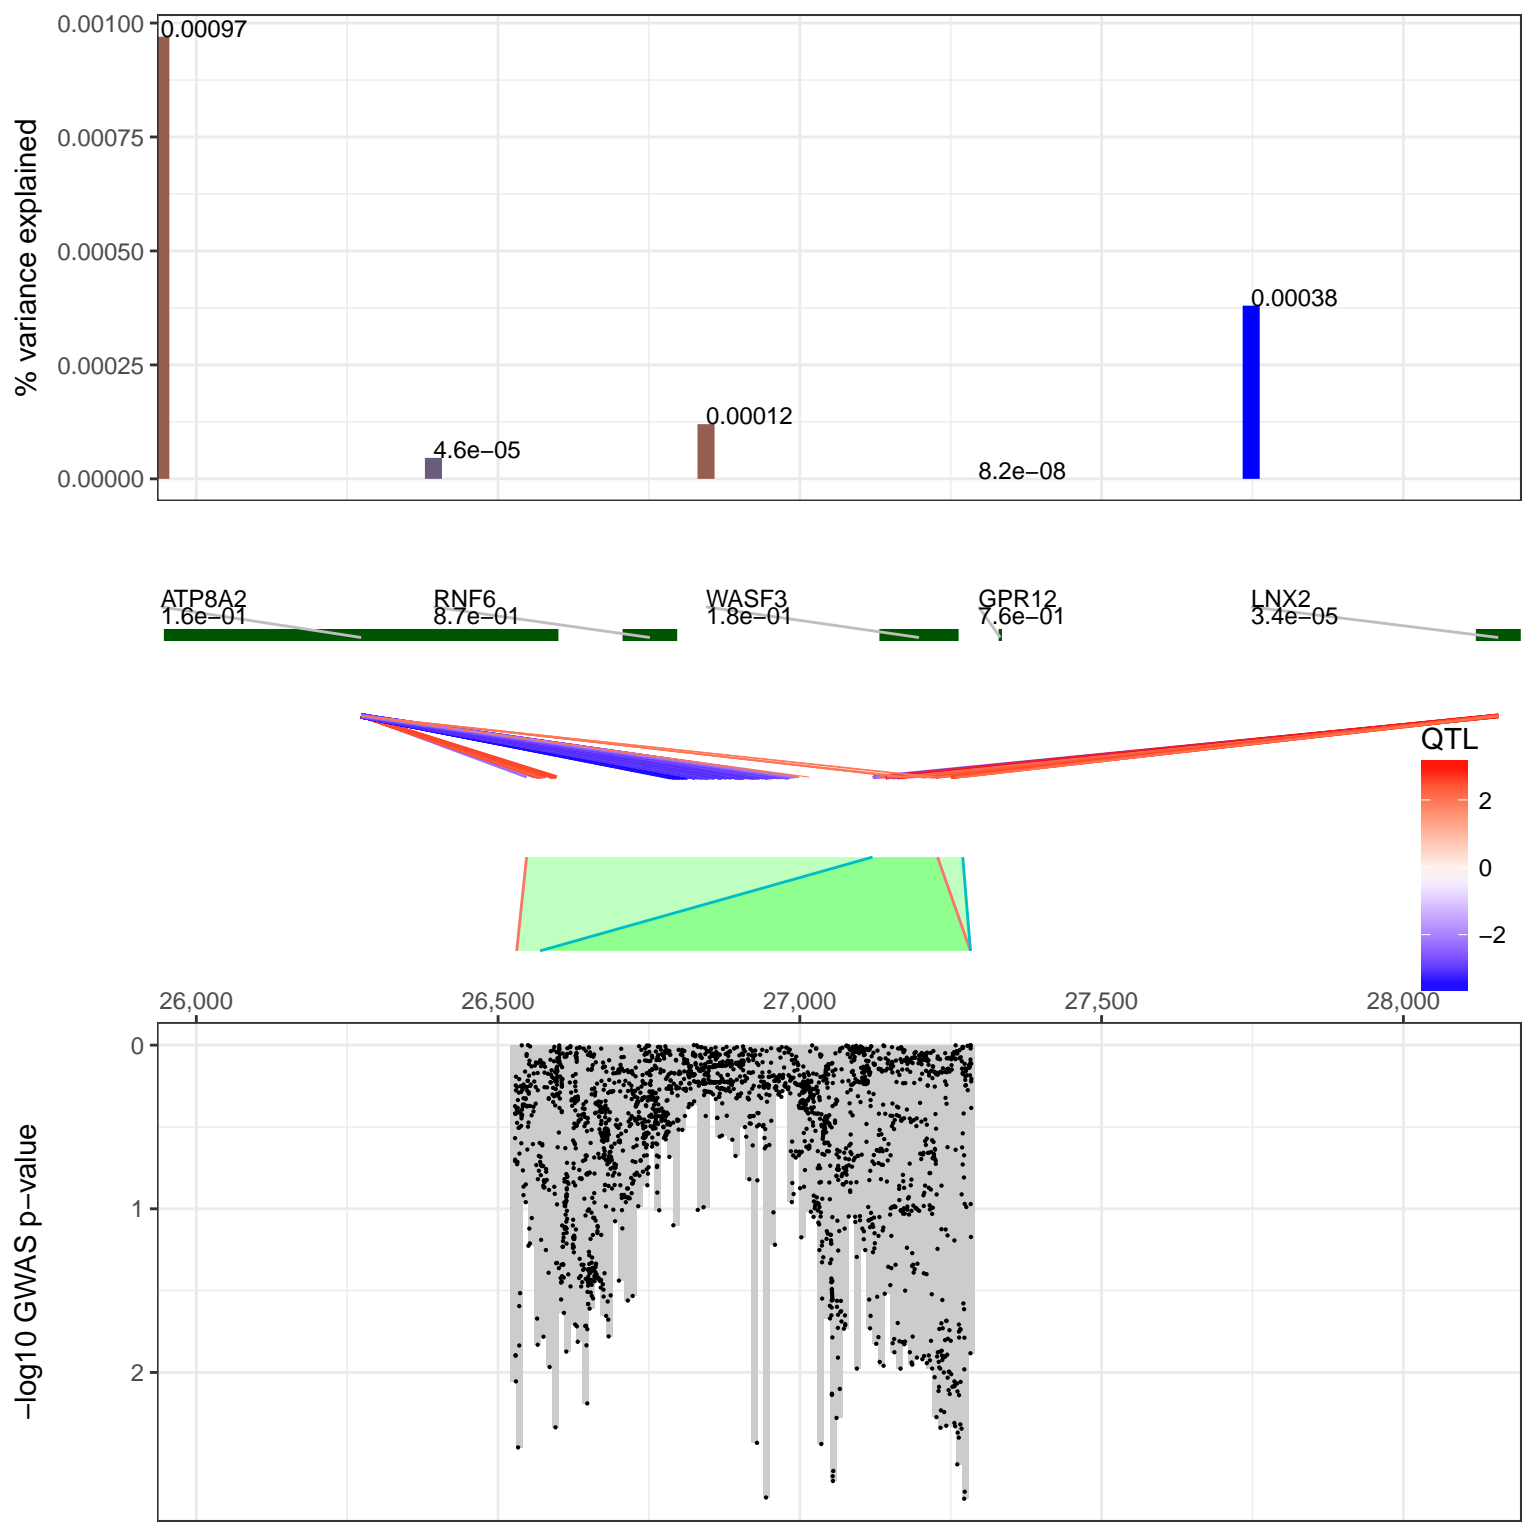 0.00100
0.00075
0.00050
0.00025
0.00000
% variance explained
0.00097
4.6e−05
0.00012
8.2e−08
0.00038
ATP8A2
1.6e−01
RNF6
8.7e−01
WASF3
1.8e−01
GPR12
7.6e−01
LNX2
3.4e−05
QTL
2
0
−2
26,000
26,500
27,000
27,500
28,000
0
1
2
−log10 GWAS p−value